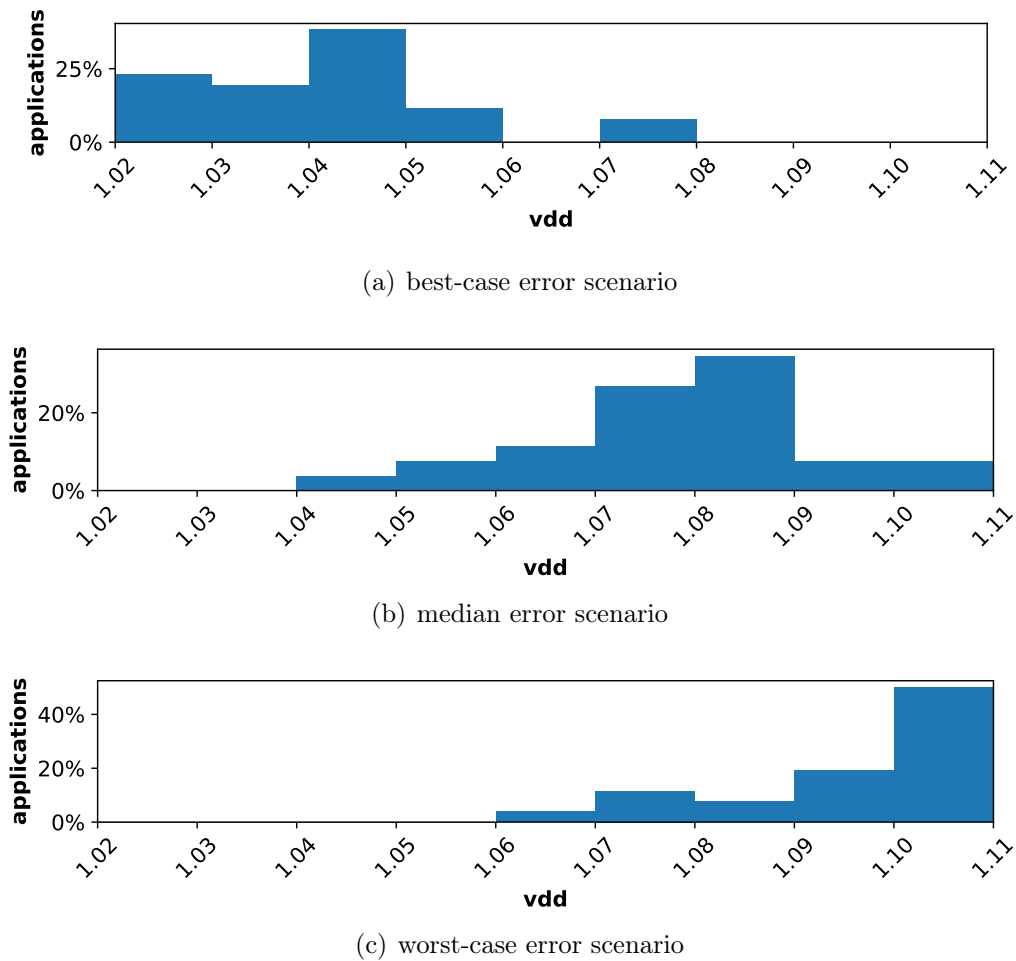 applications
25%
0%
1.02 1.03 1.04 1.05 1.06 1.07 1.08 1.09 1.10 1.11
vdd
(a) best-case error scenario
applications
20%
0%
1.02 1.03 1.04 1.05 1.06 1.07 1.08 1.09 1.10 1.11
vdd
(b) median error scenario
applications
40%
20%
0%
1.02 1.03 1.04 1.05 1.06 1.07 1.08 1.09 1.10 1.11
vdd
(c) worst-case error scenario